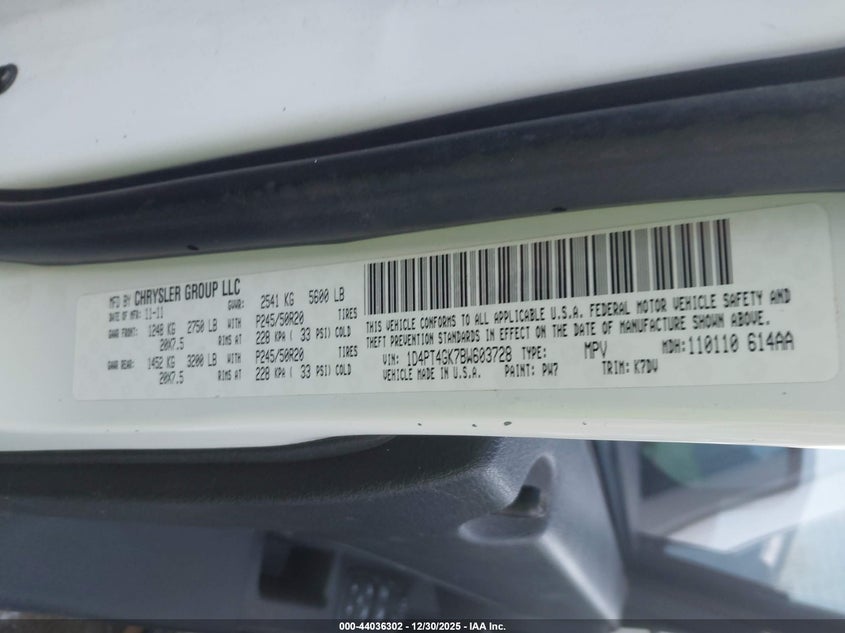 MFD BY CHRYSLER GROUP LLC
DATE OF MFR: 11-11 GVWR: 2541 KG 5600 LB
GAWR FRONT: 1248 KG 2750 LB WITH P245/50R20 TIRES
20X7.5 RIMS AT 228 KPA ( 33 PSI) COLD
GAWR REAR: 1452 KG 3200 LB WITH P245/50R20 TIRES
20X7.5 RIMS AT 228 KPA ( 33 PSI) COLD
THIS VEHICLE CONFORMS TO ALL APPLICABLE U.S.A. FEDERAL MOTOR VEHICLE SAFETY AND
THEFT PREVENTION STANDARDS IN EFFECT ON THE DATE OF MANUFACTURE SHOWN ABOVE.
VIN: 1D4PT4GK7BW603728 TYPE: MPV MDH: 110110 614AA
VEHICLE MADE IN U.S.A. PAINT: PW7 TRIM: K7DV
000-44036302 - 12/30/2025 - IAA Inc.